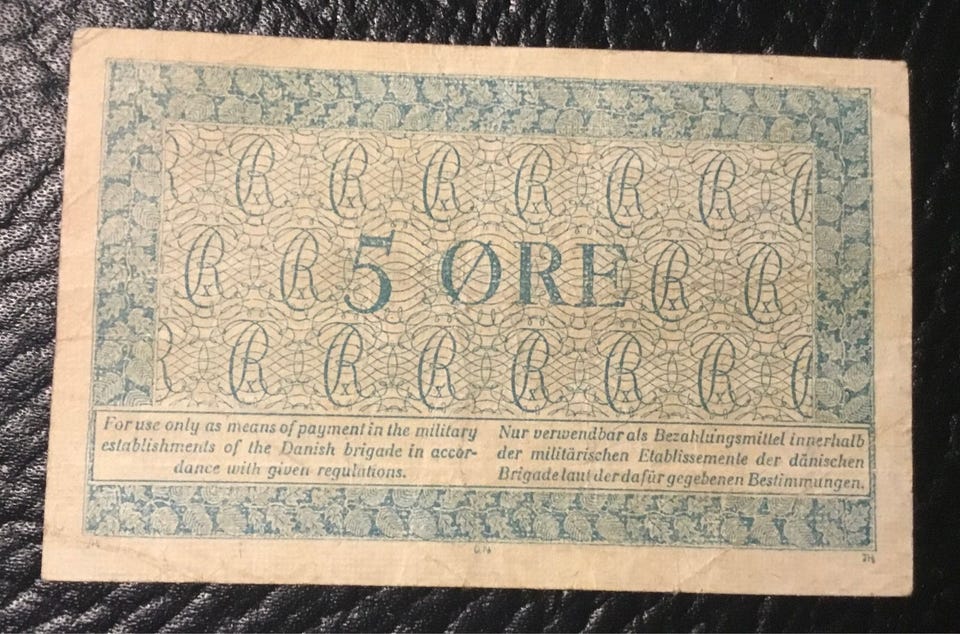 5 ØRE
For use only as means of payment in the military
establishments of the Danish brigade in accor-
dance with given regulations.
Nur verwendbar als Bezahlungsmittel innerhalb
der militärischen Etablissemente der dänischen
Brigade laut der dafür gegebenen Bestimmungen.